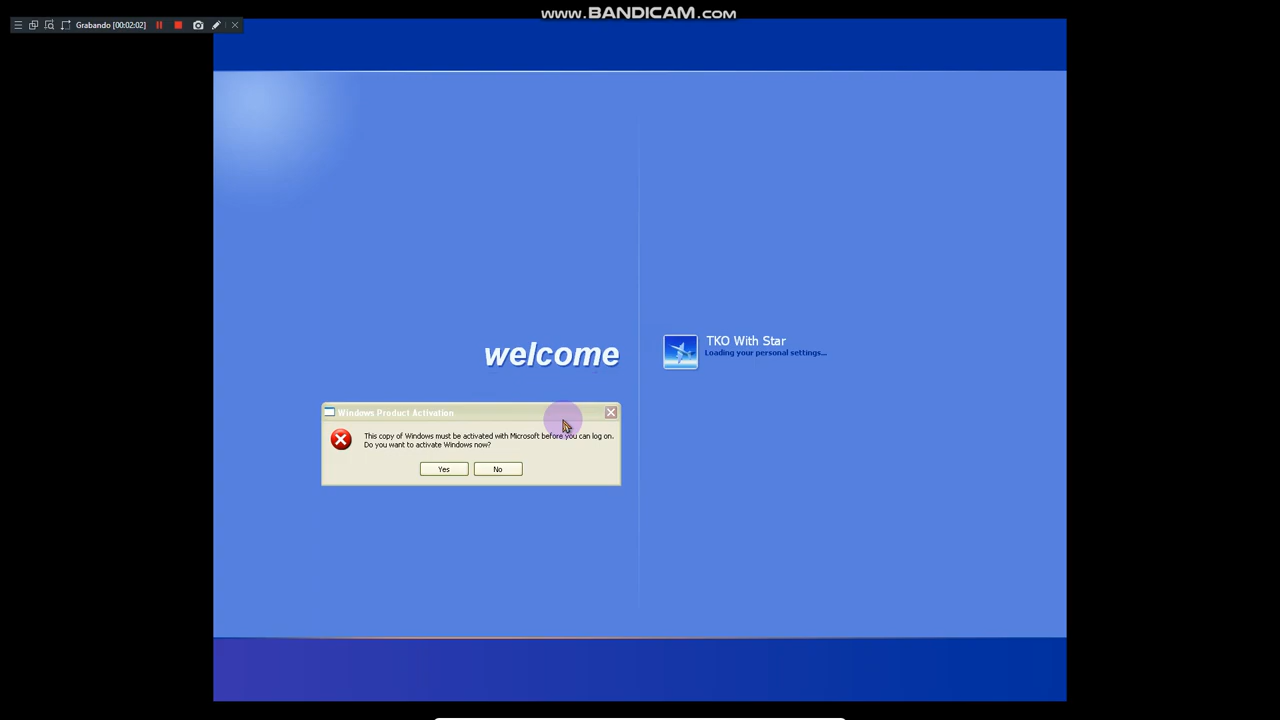 www.BANDICAM.com
Grabando [00:02:02]
TKO With Star
Loading your personal settings...
welcome
Windows Product Activation
This copy of Windows must be activated with Microsoft before you can log on.
Do you want to activate Windows now?
Yes No